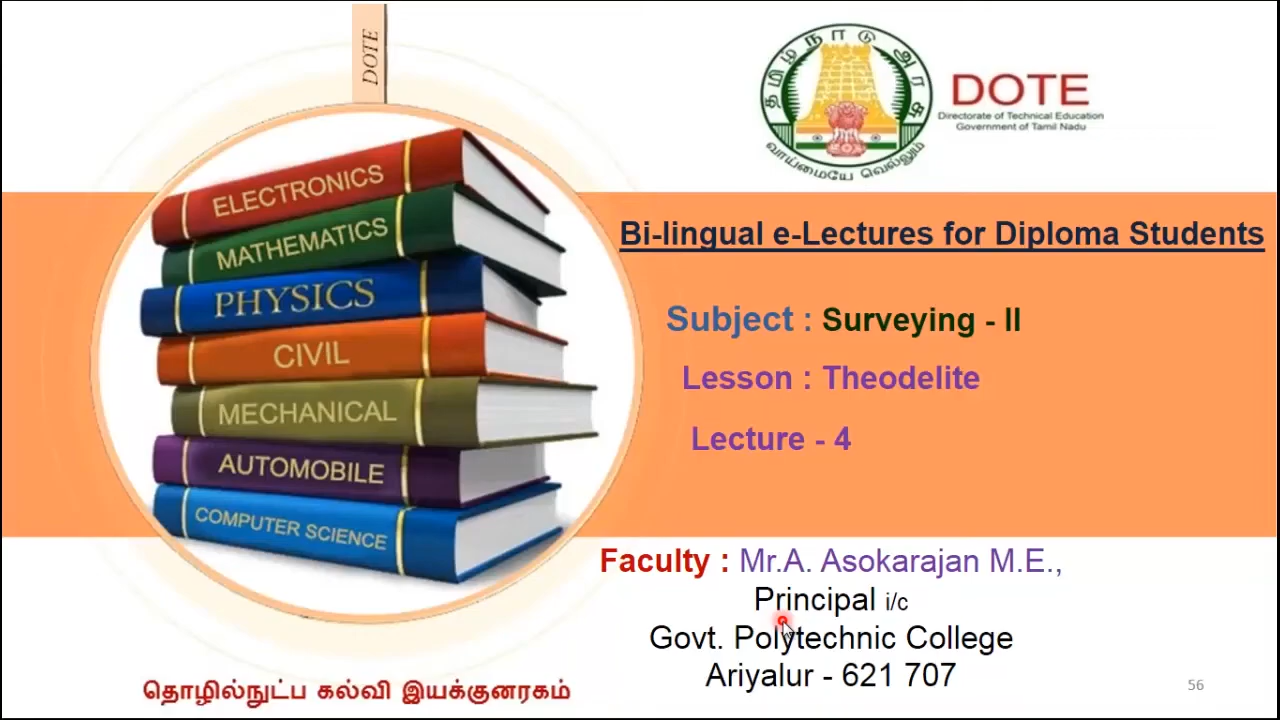 DOTE
தமிழ்நாடு அரசு
வாய்மையே வெல்லும்
DOTE
Directorate of Technical Education
Government of Tamil Nadu
ELECTRONICS
MATHEMATICS
PHYSICS
CIVIL
MECHANICAL
AUTOMOBILE
COMPUTER SCIENCE
Bi-lingual e-Lectures for Diploma Students
Subject : Surveying - II
Lesson : Theodelite
Lecture - 4
Faculty : Mr.A. Asokarajan M.E.,
Principal i/c
Govt. Polytechnic College
Ariyalur - 621 707
தொழில்நுட்ப கல்வி இயக்குனரகம்
56